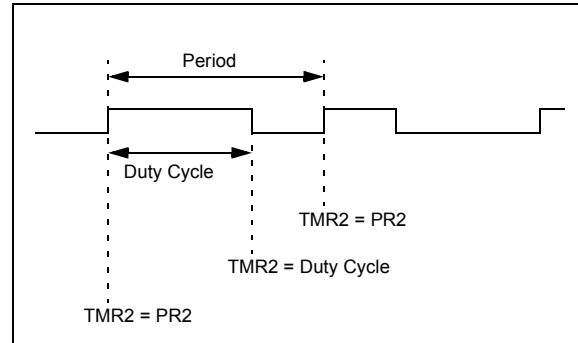 Period
Duty Cycle
TMR2 = PR2
TMR2 = Duty Cycle
TMR2 = PR2